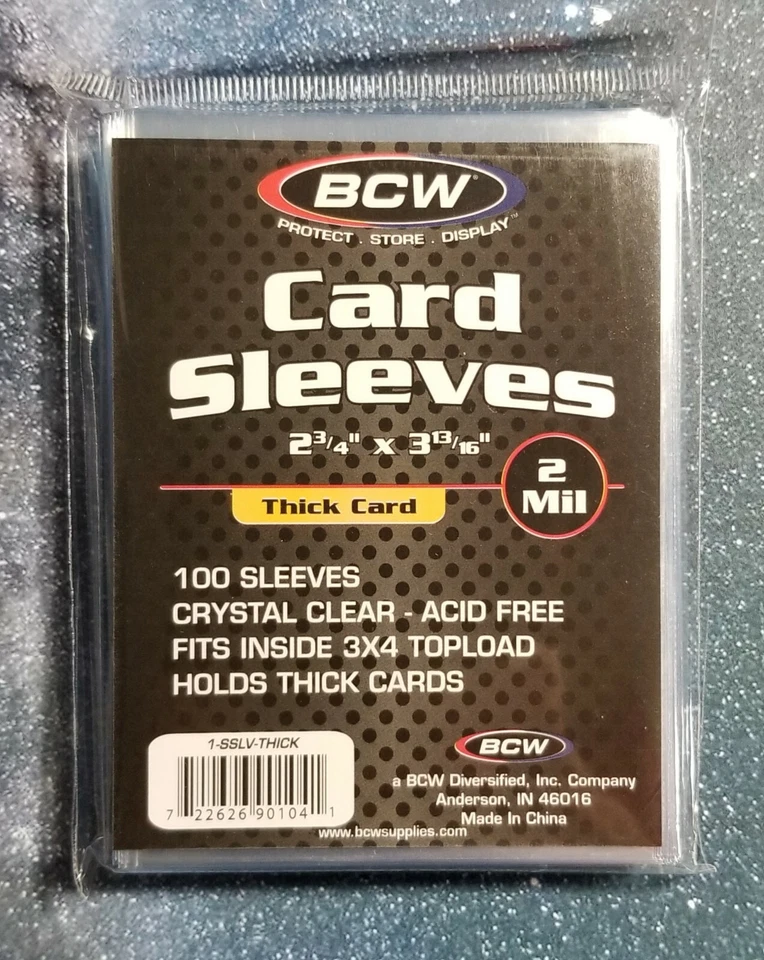 BCW®
PROTECT . STORE . DISPLAY™
Card
Sleeves
2 3/4" x 3 13/16"
2
Mil
Thick Card
100 SLEEVES
CRYSTAL CLEAR - ACID FREE
FITS INSIDE 3X4 TOPLOAD
HOLDS THICK CARDS
1-SSLV-THICK
7 22626 90104 1
BCW
a BCW Diversified, Inc. Company
Anderson, IN 46016
Made In China
www.bcwsupplies.com